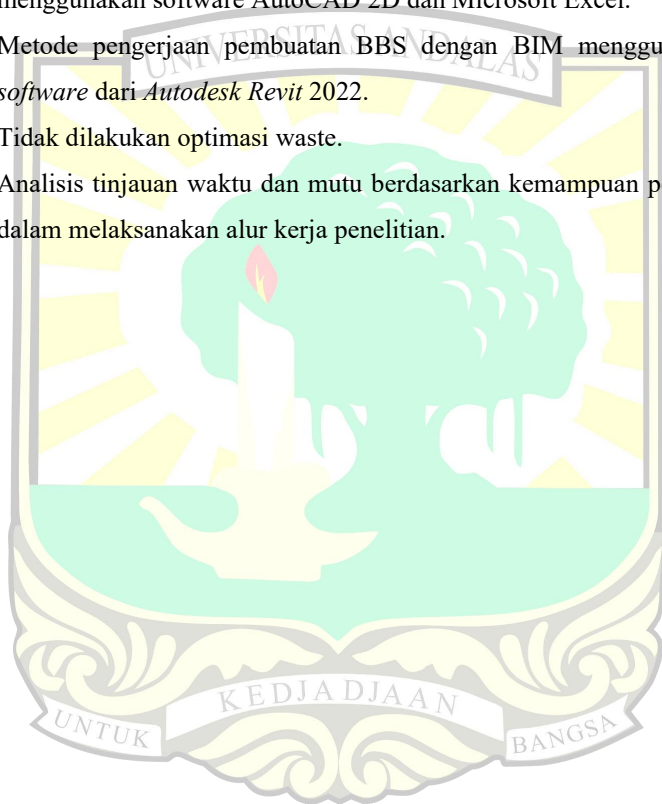 menggunakan software AutoCAD 2D dan Microsoft Excel.
Metode pengerjaan pembuatan BBS dengan BIM menggu
software dari Autodesk Revit 2022.
Tidak dilakukan optimasi waste.
Analisis tinjauan waktu dan mutu berdasarkan kemampuan p
dalam melaksanakan alur kerja penelitian.
UNIVERSITAS ANDALAS
UNTUK KEDJADJAAN BANGSA